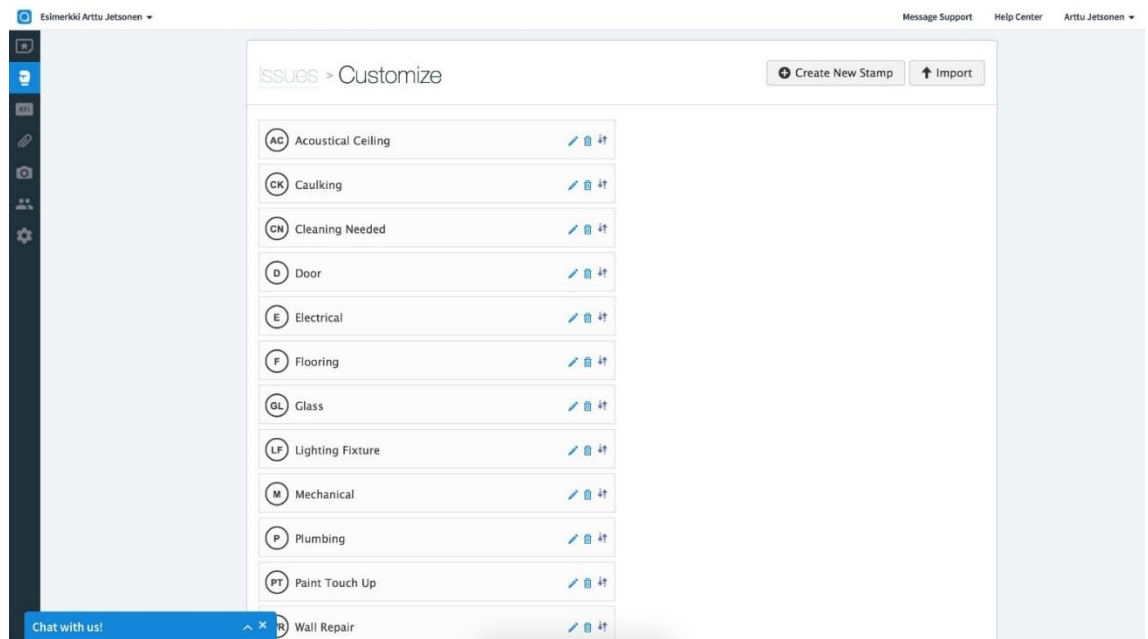 Esimerkki Arttu Jetsonen
Message Support Help Center Arttu Jetsonen
RFI
Issues > Customize
Create New Stamp
Import
AC Acoustical Ceiling
CK Caulking
CN Cleaning Needed
D Door
E Electrical
F Flooring
GL Glass
LF Lighting Fixture
M Mechanical
P Plumbing
PT Paint Touch Up
Wall Repair
Chat with us!